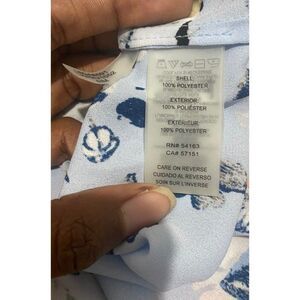 SHELL:
100% POLYESTER
EXTERIOR:
100% POLIÉSTER
EXTÉRIEUR:
100% POLYESTER
RN# 54163
CA# 57151
CARE ON REVERSE
CUIDADO AL REVERSO
SOIN SUR L'INVERSE